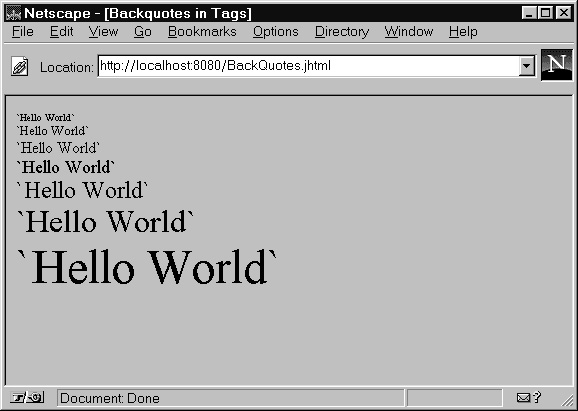 Netscape - [Backquotes in Tags]
File Edit View Go Bookmarks Options Directory Window Help
Location: http://localhost:8080/BackQuotes.jhtml
N
`Hello World`
`Hello World`
`Hello World`
`Hello World`
`Hello World`
`Hello World`
`Hello World`
Document: Done
?